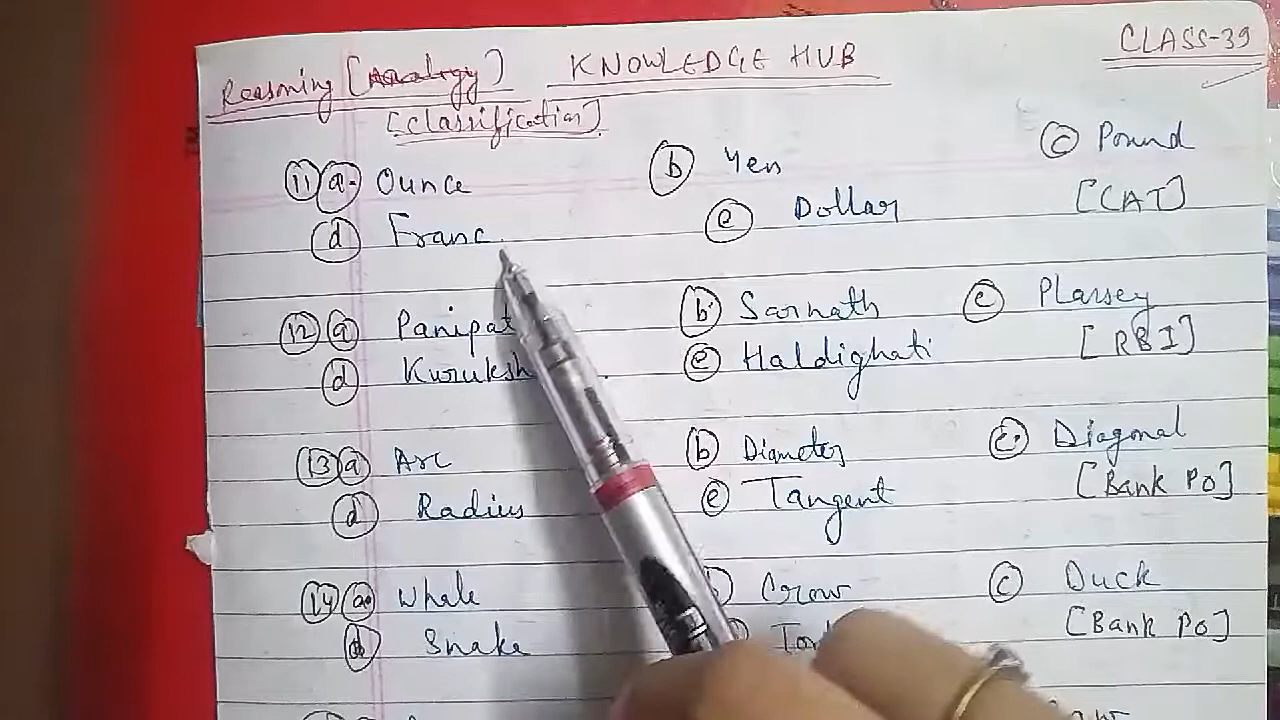 Reasoning [Analogy) KNOWLEDGE HUB CLASS-39
[Classification]
11 a Ounce b Yen c Pound
d Franc e Dollar [CAT]
12 a Panipat b Sarnath c Plassey
d e Haldighati [RBI]
13 a Arc b Diameter c Diagonal
d Radius e Tangent [Bank PO]
14 a Whale b Crow c Duck
d Snake [Bank PO]